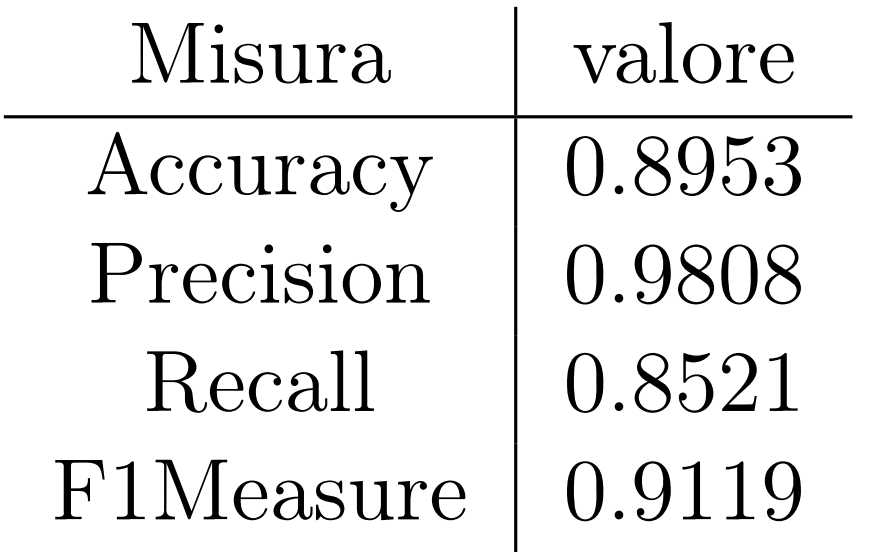 Misura valore
Accuracy 0.8953
Precision 0.9808
Recall 0.8521
F1Measure 0.9119